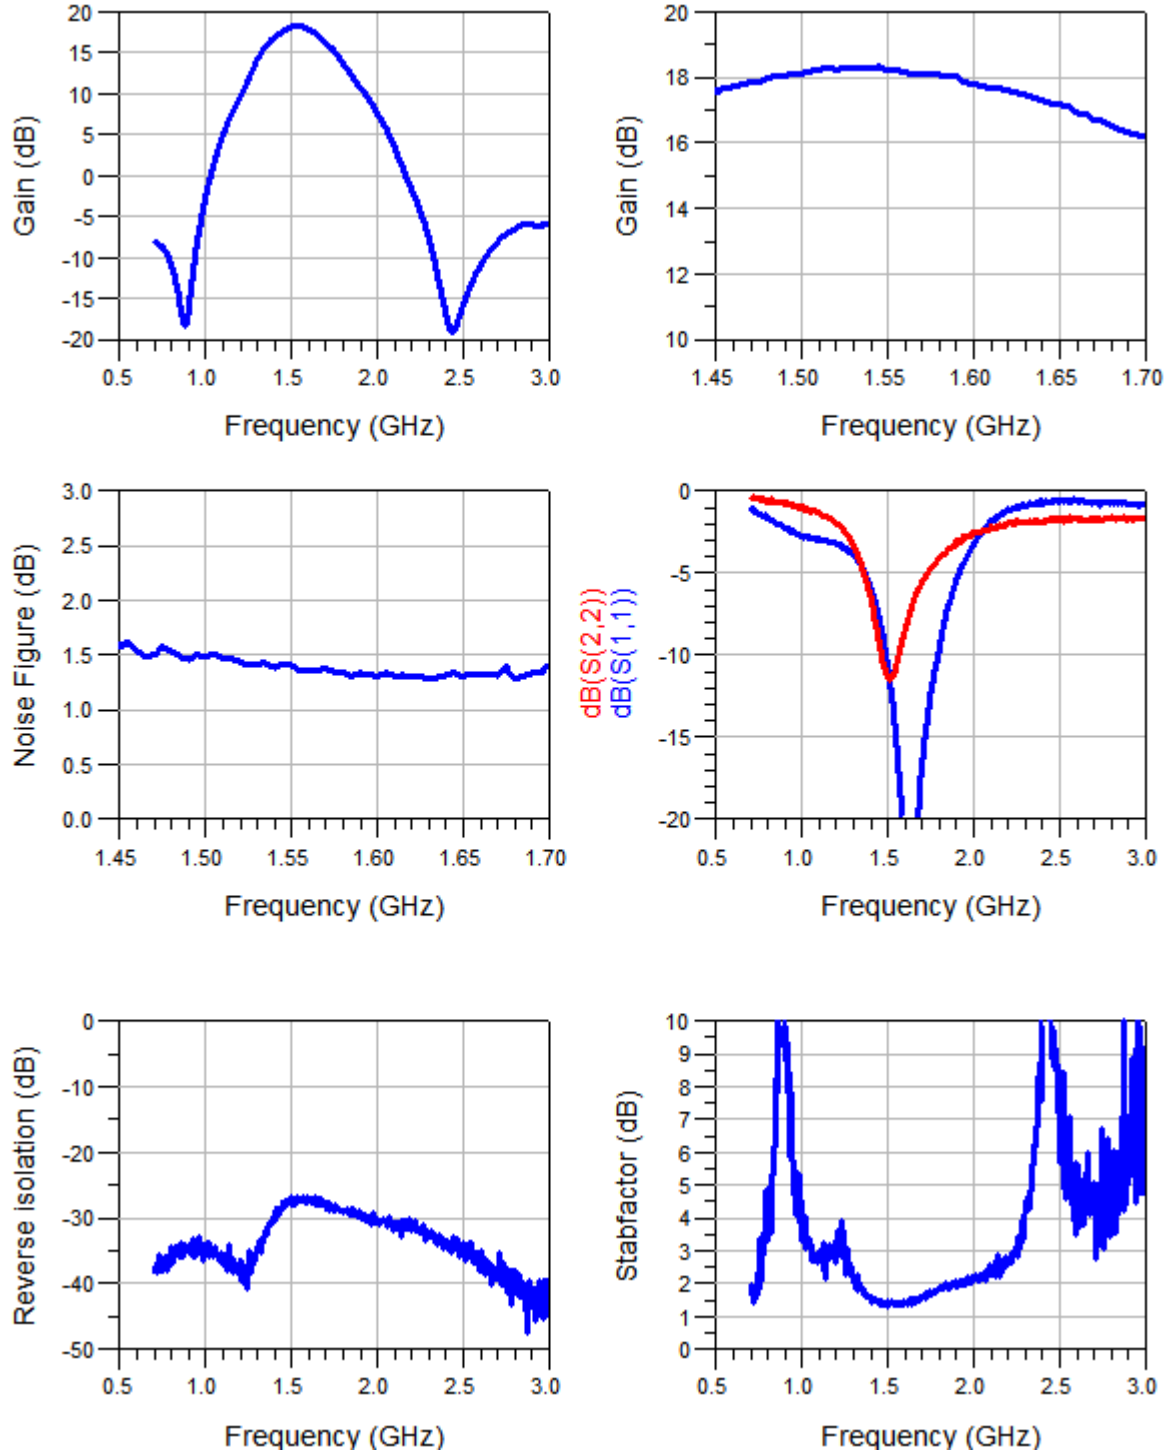 20
15
10
5
0
-5
-10
-15
-20
Gain (dB)
0.5 1.0 1.5 2.0 2.5 3.0
Frequency (GHz)
20
18
16
14
12
10
Gain (dB)
1.45 1.50 1.55 1.60 1.65 1.70
Frequency (GHz)
3.0
2.5
2.0
1.5
1.0
0.5
0.0
Noise Figure (dB)
1.45 1.50 1.55 1.60 1.65 1.70
Frequency (GHz)
0
-5
-10
-15
-20
dB(S(2,2))
dB(S(1,1))
0.5 1.0 1.5 2.0 2.5 3.0
Frequency (GHz)
0
-10
-20
-30
-40
-50
Reverse isolation (dB)
0.5 1.0 1.5 2.0 2.5 3.0
Frequency (GHz)
10
9
8
7
6
5
4
3
2
1
0
Stabfactor (dB)
0.5 1.0 1.5 2.0 2.5 3.0
Frequency (GHz)